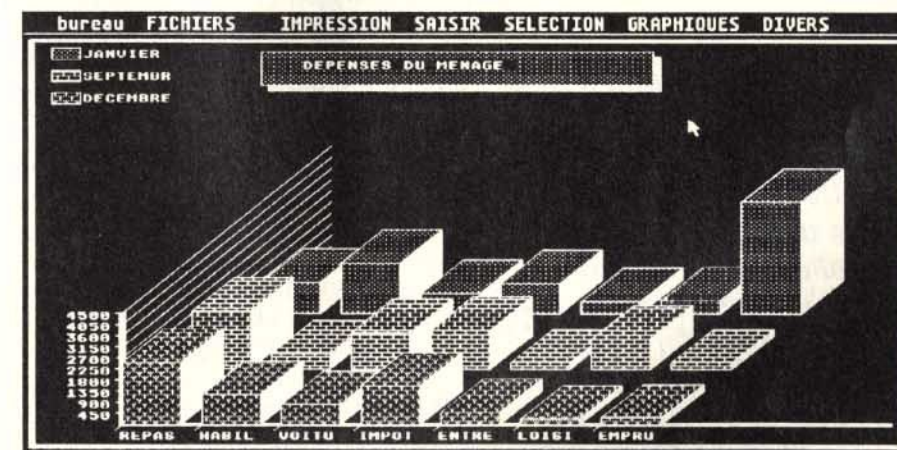 bureau FICHIERS IMPRESSION SAISIR SELECTION GRAPHIQUES DIVERS
JANVIER
SEPTEMBR
DECEMBRE
DEPENSES DU MENAGE
4500
4050
3600
3150
2700
2250
1800
1350
900
450
REPAS HABIL VOITU IMPOT ENTRE LOISI EMPRU